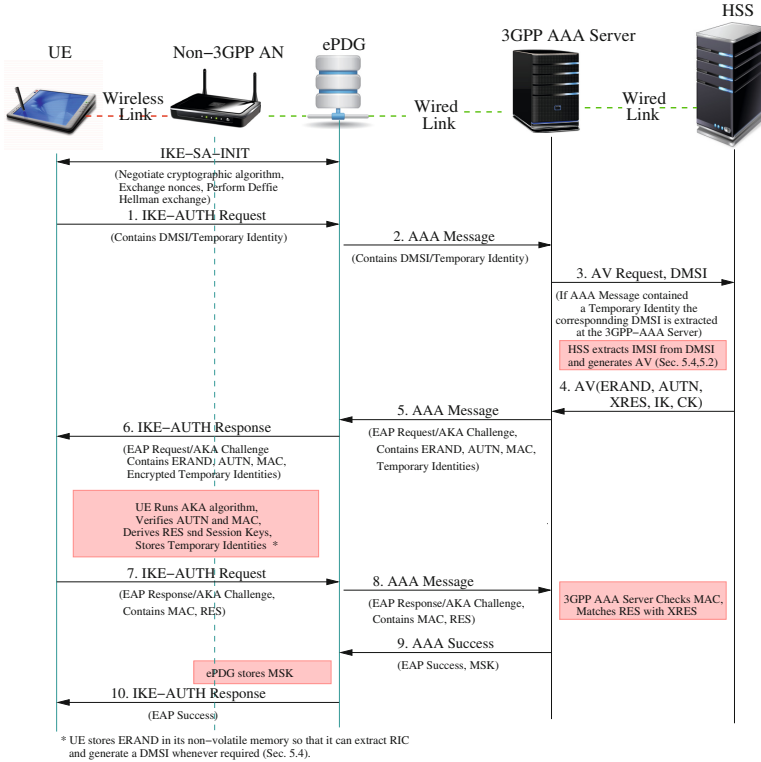 HSS
UE
Non−3GPP AN
ePDG
3GPP AAA Server
Wireless
Link
Wired
Link
Wired
Link
IKE−SA−INIT
(Negotiate cryptographic algorithm,
Exchange nonces, Perform Deffie
Hellman exchange)
1. IKE−AUTH Request
(Contains DMSI/Temporary Identity)
2. AAA Message
(Contains DMSI/Temporary Identity)
3. AV Request, DMSI
(If AAA Message contained
a Temporary Identity the
corresponnding DMSI is extracted
at the 3GPP−AAA Server)
HSS extracts IMSI from DMSI
and generates AV (Sec. 5.4,5.2)
4. AV(ERAND, AUTN,
XRES, IK, CK)
5. AAA Message
(EAP Request/AKA Challenge,
Contains ERAND, AUTN, MAC,
Temporary Identities)
6. IKE−AUTH Response
(EAP Request/AKA Challenge
Contains ERAND, AUTN, MAC,
Encrypted Temporary Identities)
UE Runs AKA algorithm,
Verifies AUTN and MAC,
Derives RES snd Session Keys,
Stores Temporary Identities *
7. IKE−AUTH Request
(EAP Response/AKA Challenge,
Contains MAC, RES)
8. AAA Message
(EAP Response/AKA Challenge,
Contains MAC, RES)
3GPP AAA Server Checks MAC,
Matches RES with XRES
9. AAA Success
(EAP Success, MSK)
ePDG stores MSK
10. IKE−AUTH Response
(EAP Success)
* UE stores ERAND in its non−volatile memory so that it can extract RIC
and generate a DMSI whenever required (Sec. 5.4).